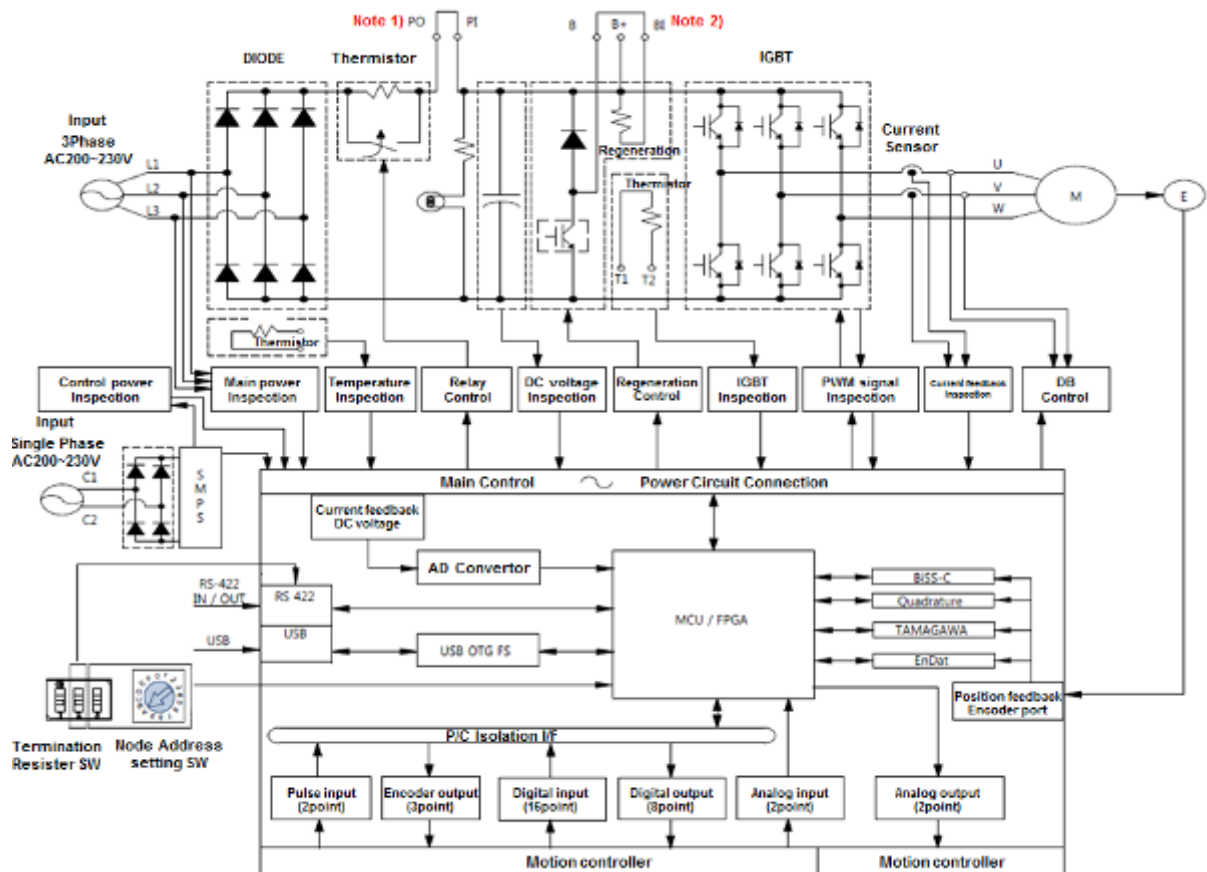 Note 1) PO PI
B B+ BI Note 2)
DIODE
Thermistor
IGBT
Input
3Phase
AC200~230V
L1
L2
L3
Regeneration
Thermistor
T1 T2
Current
Sensor
U
V
W
M
E
Thermistor
Control power
Inspection
Main power
Inspection
Temperature
Inspection
Relay
Control
DC voltage
Inspection
Regeneration
Control
IGBT
Inspection
PWM signal
Inspection
Current feedback
Inspection
DB
Control
Input
Single Phase
AC200~230V
C1
C2
S
M
P
S
Main Control
Power Circuit Connection
Current feedback
DC voltage
AD Convertor
MCU / FPGA
RS-422
IN / OUT
RS 422
USB
USB
USB OTG FS
BiSS-C
Quadrature
TAMAGAWA
EnDat
Position feedback
Encoder port
Termination
Resister SW
Node Address
setting SW
P/C Isolation I/F
Pulse input
(2point)
Encoder output
(3point)
Digital input
(16point)
Digital output
(8point)
Analog input
(2point)
Analog output
(2point)
Motion controller
Motion controller